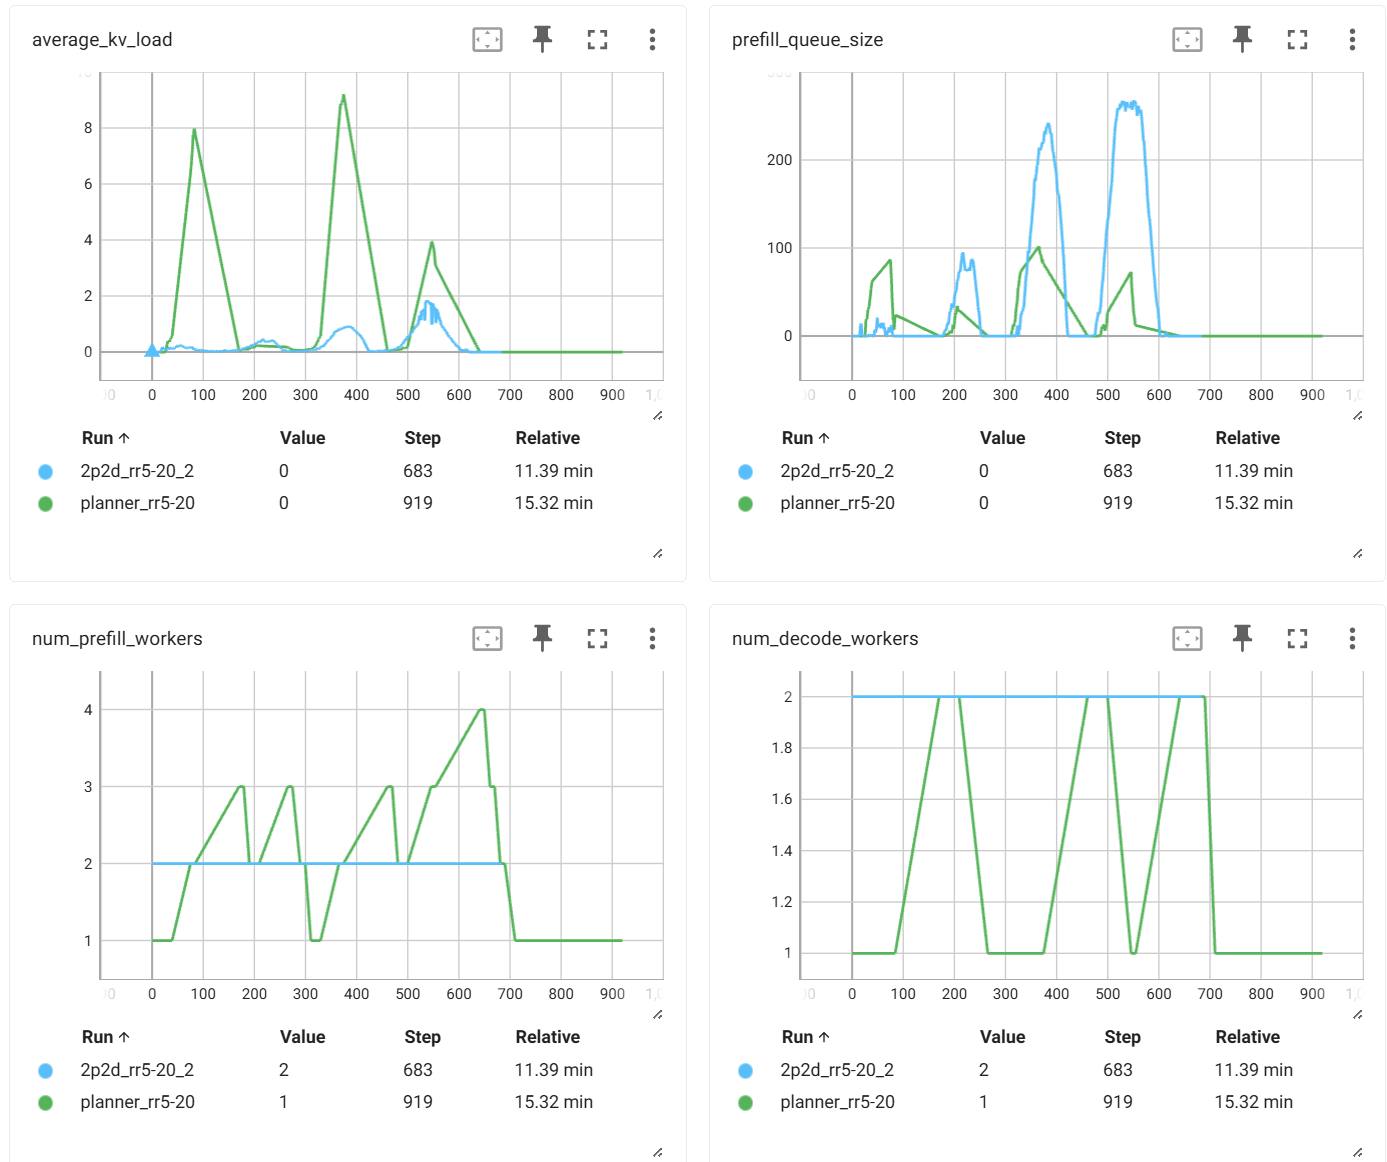 average_kv_load
8
6
4
2
0
0 100 200 300 400 500 600 700 800 900
Run ↑ Value Step Relative
2p2d_rr5-20_2 0 683 11.39 min
planner_rr5-20 0 919 15.32 min
prefill_queue_size
300
200
100
0
0 100 200 300 400 500 600 700 800 900
Run ↑ Value Step Relative
2p2d_rr5-20_2 0 683 11.39 min
planner_rr5-20 0 919 15.32 min
num_prefill_workers
4
3
2
1
0 100 200 300 400 500 600 700 800 900
Run ↑ Value Step Relative
2p2d_rr5-20_2 2 683 11.39 min
planner_rr5-20 1 919 15.32 min
num_decode_workers
2
1.8
1.6
1.4
1.2
1
0 100 200 300 400 500 600 700 800 900
Run ↑ Value Step Relative
2p2d_rr5-20_2 2 683 11.39 min
planner_rr5-20 1 919 15.32 min